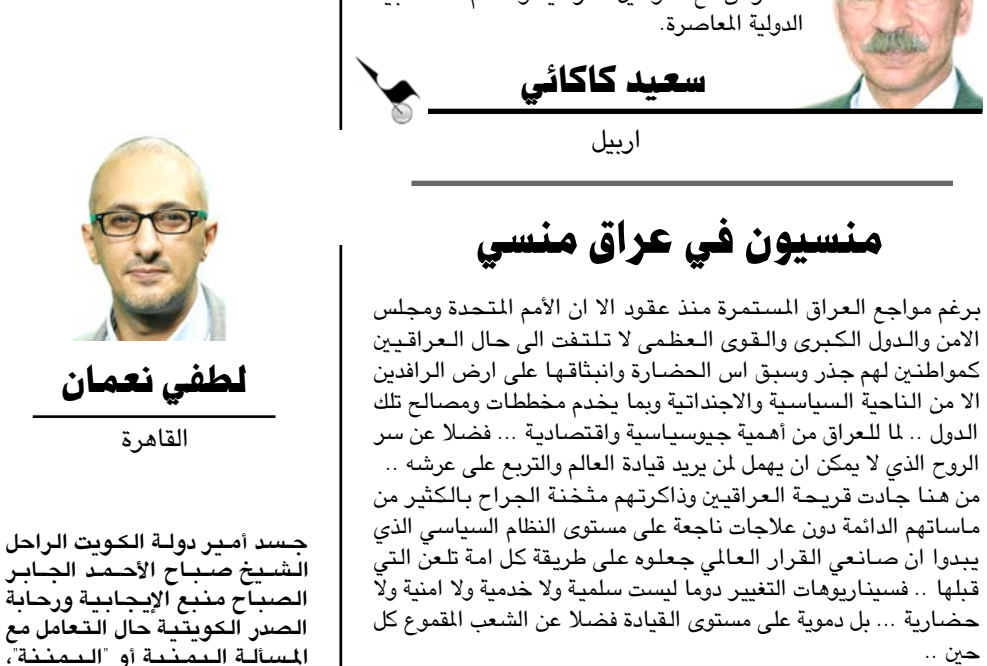 الدولية المعاصرة.
سعيد كاكائي
اربيل
منسيون في عراق منسي
برغم مواجع العراق المستمرة منذ عقود الا ان الأمم المتحدة ومجلس
الامن والدول الكبرى والقوى العظمى لا تلتفت الى حال العراقيين
كمواطنين لهم جذر وسبق اس الحضارة وانبثاقها على ارض الرافدين
الا من الناحية السياسية والاجنداتية وبما يخدم مخططات ومصالح تلك
الدول .. لما للعراق من أهمية جيوسياسية واقتصادية ... فضلا عن سر
الروح الذي لا يمكن ان يهمل لمن يريد قيادة العالم والتربع على عرشه ..
من هنا جادت قريحة العراقيين وذاكرتهم مثخنة الجراح بالكثير من
ماساتهم الدائمة دون علاجات ناجعة على مستوى النظام السياسي الذي
يبدوا ان صانعي القرار العالمي جعلوه على طريقة كل امة تلعن التي
قبلها .. فسيناريوهات التغيير دوما ليست سلمية ولا خدمية ولا امنية ولا
حضارية ... بل دموية على مستوى القيادة فضلا عن الشعب المقموع كل
حين ..
لطفي نعمان
القاهرة
جسد أمير دولة الكويت الراحل
الشيخ صباح الأحمد الجابر
الصباح منبع الإيجابية ورحابة
الصدر الكويتية حال التعامل مع
المسألة اليمنية أو "اليمننة"،